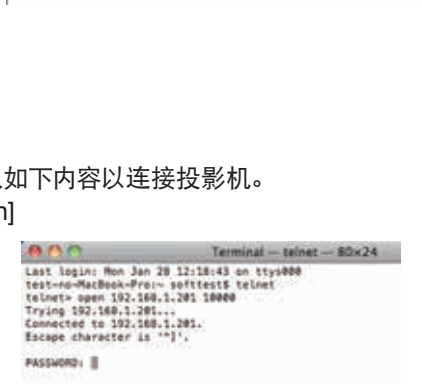 如下内容以连接投影机。
n]
Terminal — telnet — 80×24
Last login: Mon Jan 28 12:18:43 on ttys000
test-no-MacBook-Pro:~ softtest$ telnet
telnet> open 192.168.1.201 10000
Trying 192.168.1.201...
Connected to 192.168.1.201.
Escape character is '^]'.
PASSWORD: